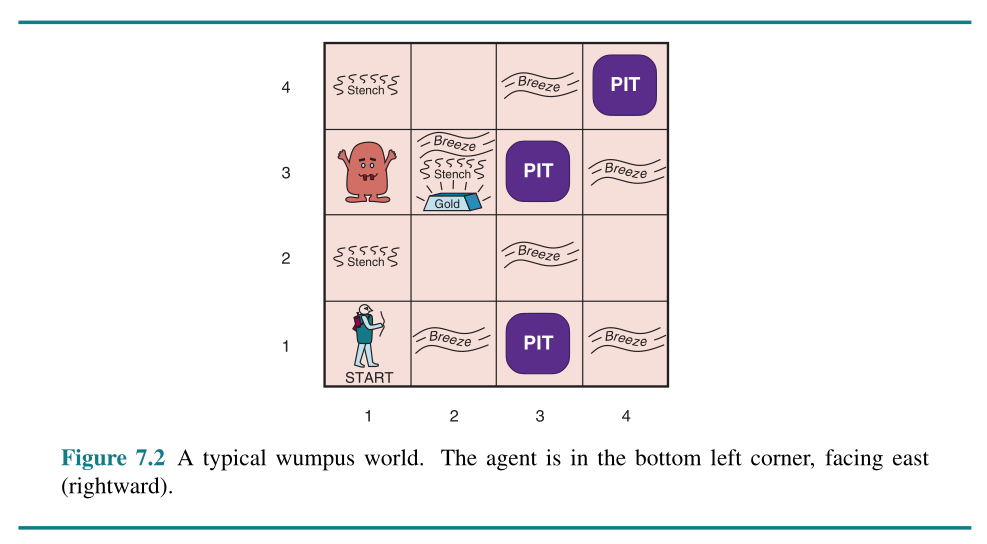 4 Stench Breeze PIT
3 Breeze Stench Gold PIT Breeze
2 Stench Breeze
1 START Breeze PIT Breeze
1 2 3 4
Figure 7.2 A typical wumpus world. The agent is in the bottom left corner, facing east
(rightward).